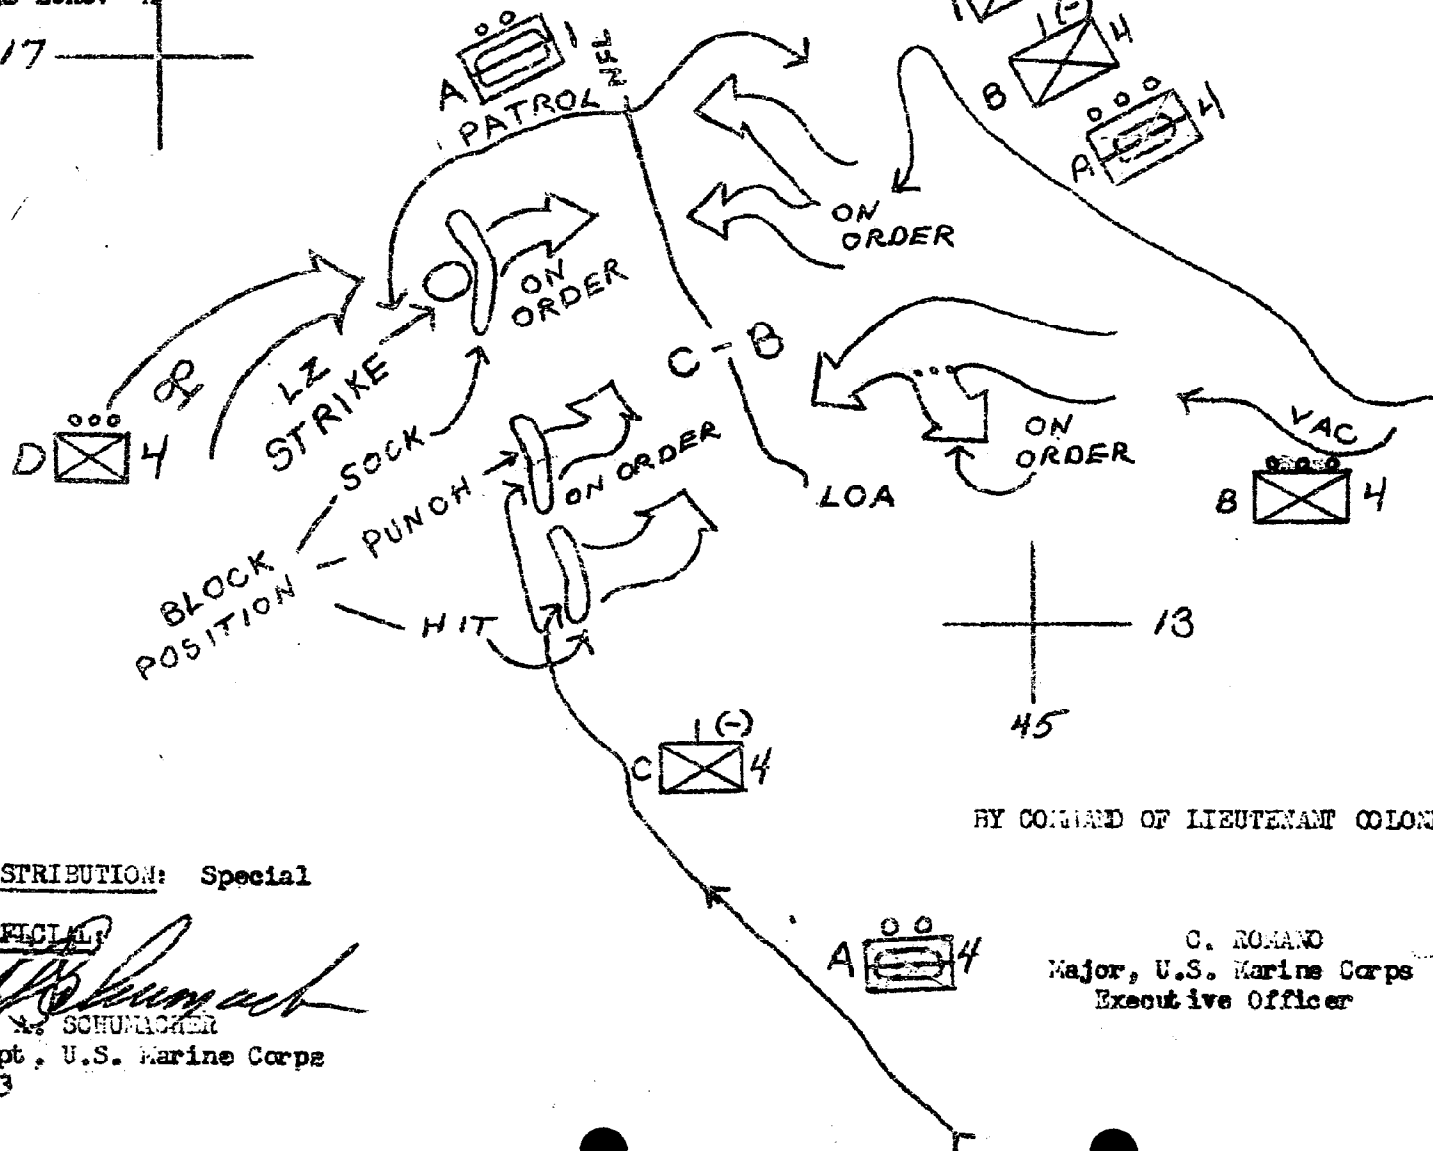 17
A
1
NFL
PATROL
B
1 (-)
4
A
4
ON
ORDER
ON
ORDER
LZ
STRIKE
C - B
D
4
SOCK
PUNCH
ON ORDER
ON
ORDER
VAC
B
4
LOA
BLOCK
POSITION
HIT
13
45
C
1 (-)
4
BY COMMAND OF LIEUTENANT COLON
STRIBUTION: Special
FICIAL:
A
4
C. ROMANO
Major, U.S. Marine Corps
Executive Officer
A. SCHUMACHER
pt. U.S. Marine Corps
3